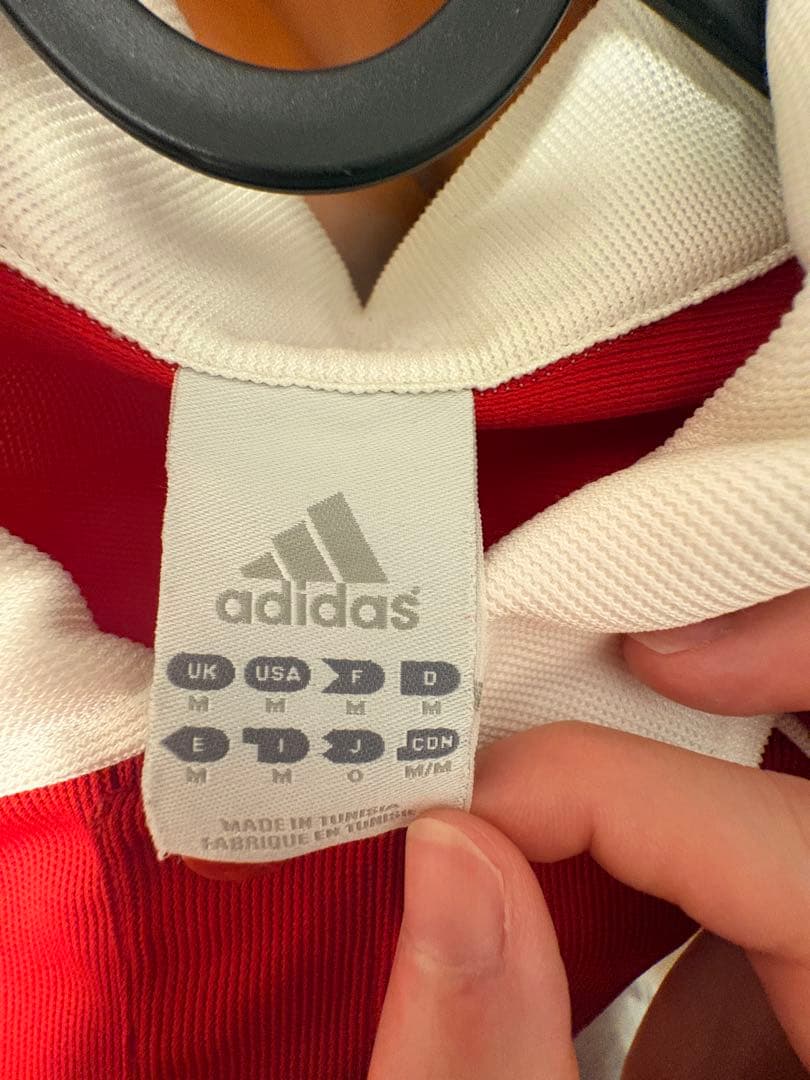 adidas
UK USA F D
M M M M
E I J CDN
M M O M/M
MADE IN TUNISIA
FABRIQUE EN TUNISIE